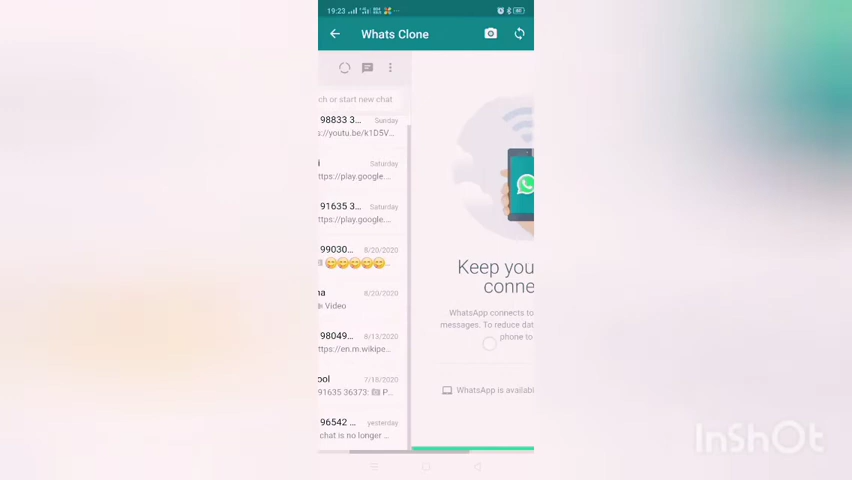 19:23
Whats Clone
ch or start new chat
98833 3... Sunday
s://youtu.be/k1D5V...
i Saturday
ttps://play.google....
91635 3... Saturday
ttps://play.google....
99030... 8/20/2020
😋😋😋😋😋...
na 8/20/2020
Video
98049... 8/13/2020
ttps://en.m.wikipe...
ool 7/18/2020
91635 36373: P...
96542 ... yesterday
chat is no longer ...
Keep you
conne
WhatsApp connects to
messages. To reduce dat
phone to
WhatsApp is availab
InShOt